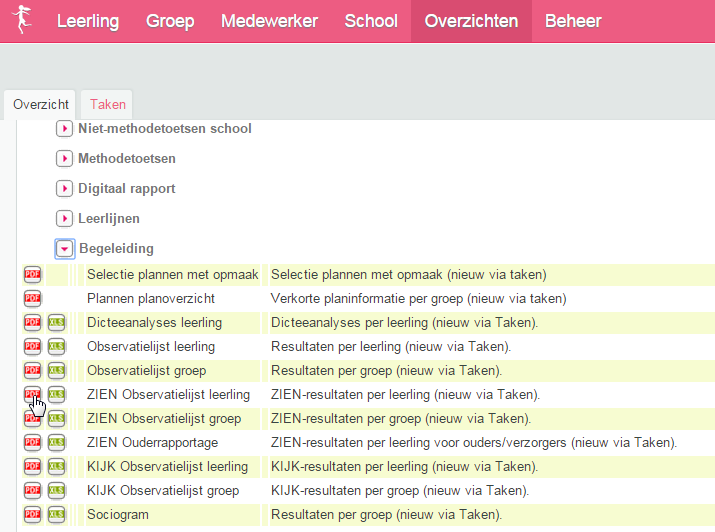 Leerling Groep Medewerker School Overzichten Beheer
Overzicht Taken
Niet-methodetoetsen school
Methodetoetsen
Digitaal rapport
Leerlijnen
Begeleiding
PDF Selectie plannen met opmaak Selectie plannen met opmaak (nieuw via taken)
PDF Plannen planoverzicht Verkorte planinformatie per groep (nieuw via taken)
PDF XLS Dicteeanalyses leerling Dicteeanalyses per leerling (nieuw via Taken).
PDF XLS Observatielijst leerling Resultaten per leerling (nieuw via Taken).
PDF XLS Observatielijst groep Resultaten per groep (nieuw via Taken).
PDF XLS ZIEN Observatielijst leerling ZIEN-resultaten per leerling (nieuw via Taken).
PDF XLS ZIEN Observatielijst groep ZIEN-resultaten per groep (nieuw via Taken).
PDF XLS ZIEN Ouderrapportage ZIEN-resultaten per leerling voor ouders/verzorgers (nieuw via Taken).
PDF XLS KIJK Observatielijst leerling KIJK-resultaten per leerling (nieuw via Taken).
PDF XLS KIJK Observatielijst groep KIJK-resultaten per groep (nieuw via Taken).
PDF XLS Sociogram Resultaten per groep (nieuw via Taken).